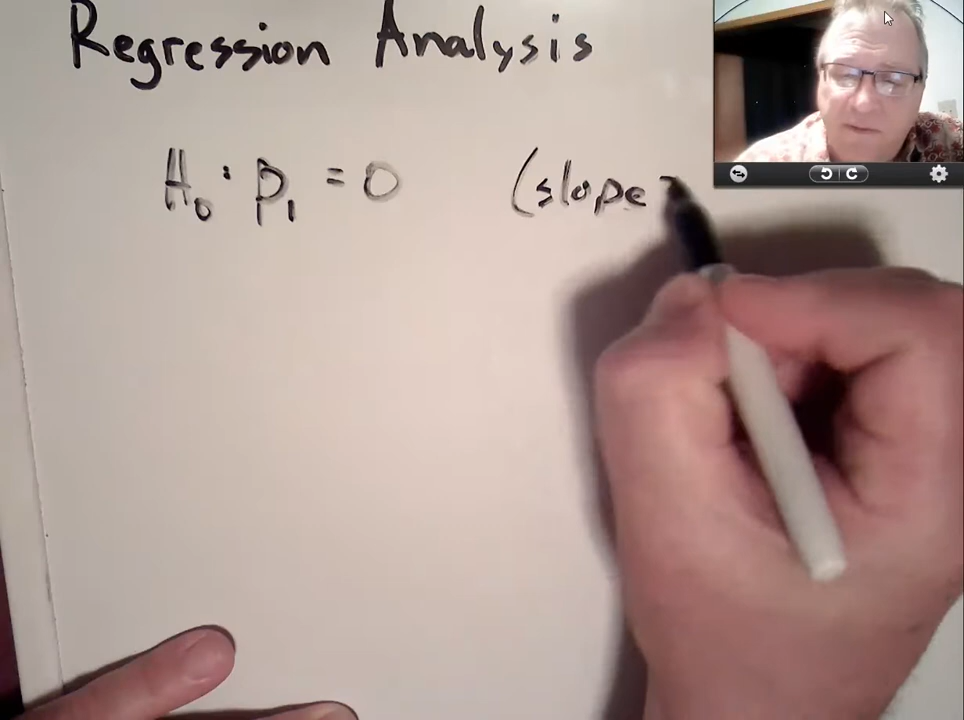 Regression Analysis
H₀ : β₁ = 0 (slope